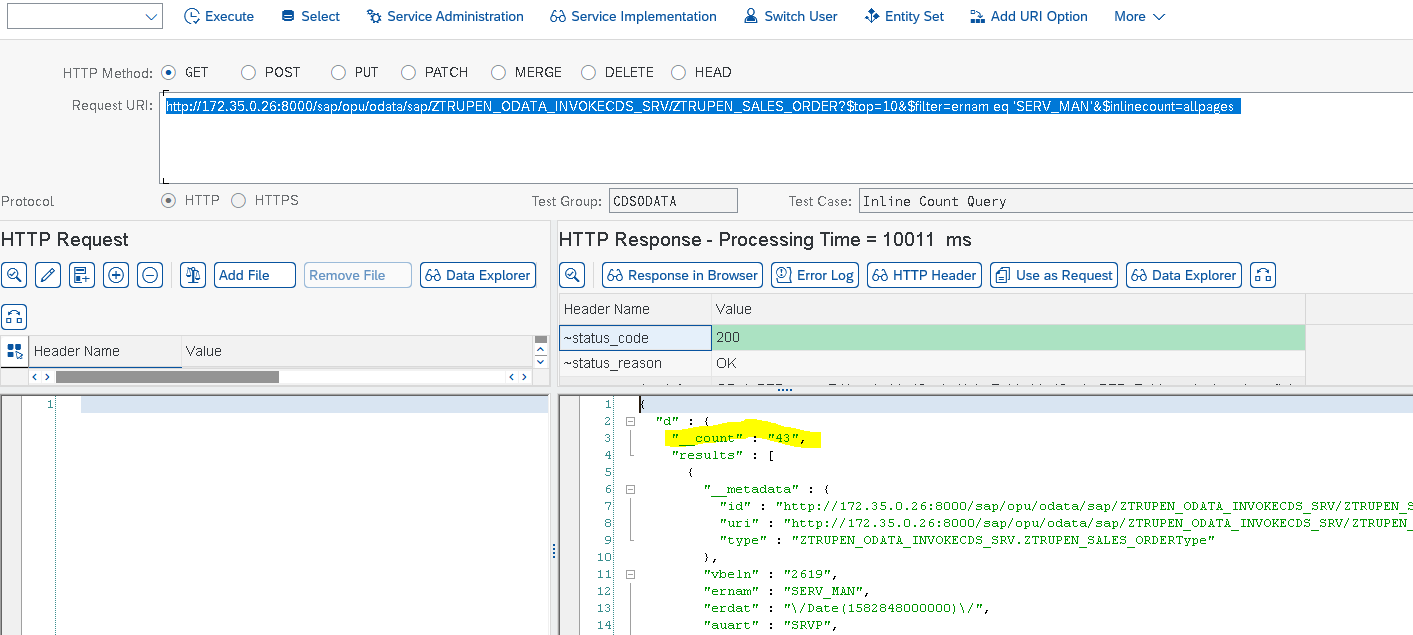 Execute Select Service Administration Service Implementation Switch User Entity Set Add URI Option More
HTTP Method: GET POST PUT PATCH MERGE DELETE HEAD
Request URI: http://172.35.0.26:8000/sap/opu/odata/sap/ZTRUPEN_ODATA_INVOKECDS_SRV/ZTRUPEN_SALES_ORDER?$top=10&$filter=ernam eq 'SERV_MAN'&$inlinecount=allpages
Protocol HTTP HTTPS Test Group: CDSODATA Test Case: Inline Count Query
HTTP Request
Add File Remove File Data Explorer
Header Name Value
1
HTTP Response - Processing Time = 10011 ms
Response in Browser Error Log HTTP Header Use as Request Data Explorer
Header Name Value
~status_code 200
~status_reason OK
1 {
2 "d" : {
3 "__count" : "43",
4 "results" : [
5 {
6 "__metadata" : {
7 "id" : "http://172.35.0.26:8000/sap/opu/odata/sap/ZTRUPEN_ODATA_INVOKECDS_SRV/ZTRUPEN_S
8 "uri" : "http://172.35.0.26:8000/sap/opu/odata/sap/ZTRUPEN_ODATA_INVOKECDS_SRV/ZTRUPEN_
9 "type" : "ZTRUPEN_ODATA_INVOKECDS_SRV.ZTRUPEN_SALES_ORDERType"
10 },
11 "vbeln" : "2619",
12 "ernam" : "SERV_MAN",
13 "erdat" : "\/Date(1582848000000)\/",
14 "auart" : "SRVP",